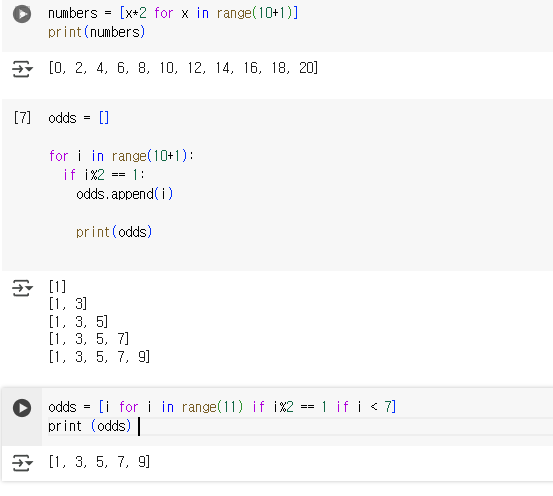 numbers = [x*2 for x in range(10+1)]
print(numbers)
[0, 2, 4, 6, 8, 10, 12, 14, 16, 18, 20]
[7] odds = []
for i in range(10+1):
if i%2 == 1:
odds.append(i)
print(odds)
[1]
[1, 3]
[1, 3, 5]
[1, 3, 5, 7]
[1, 3, 5, 7, 9]
odds = [i for i in range(11) if i%2 == 1 if i < 7]
print (odds)
[1, 3, 5, 7, 9]